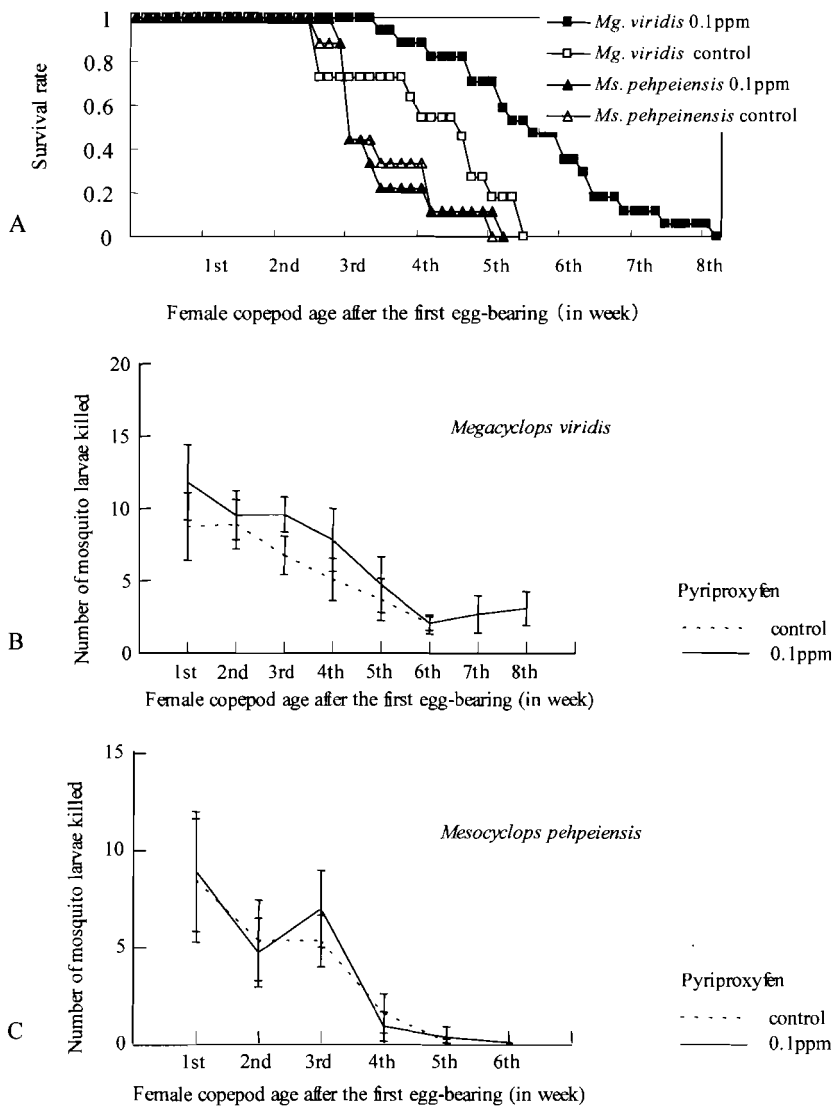 1
0.8
0.6
0.4
0.2
0
Survival rate
Mg. viridis 0.1ppm
Mg. viridis control
Ms. pehpeiensis 0.1ppm
Ms. pehpeinensis control
A
1st 2nd 3rd 4th 5th 6th 7th 8th
Female copepod age after the first egg-bearing (in week)
20
15
10
5
0
Number of mosquito larvae killed
Megacyclops viridis
Pyriproxyfen
control
0.1ppm
B
1st 2nd 3rd 4th 5th 6th 7th 8th
Female copepod age after the first egg-bearing (in week)
15
10
5
0
Number of mosquito larvae killed
Mesocyclops pehpeiensis
Pyriproxyfen
control
0.1ppm
C
1st 2nd 3rd 4th 5th 6th
Female copepod age after the first egg-bearing (in week)